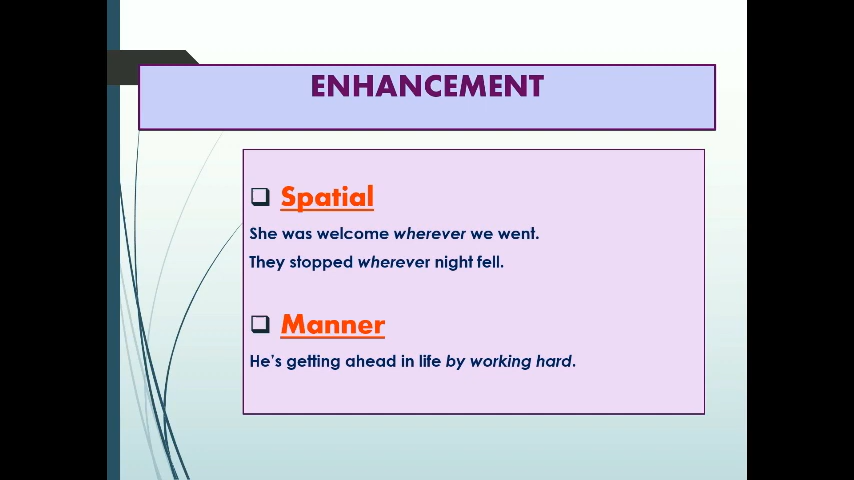 ENHANCEMENT
Spatial
She was welcome wherever we went.
They stopped wherever night fell.
Manner
He's getting ahead in life by working hard.